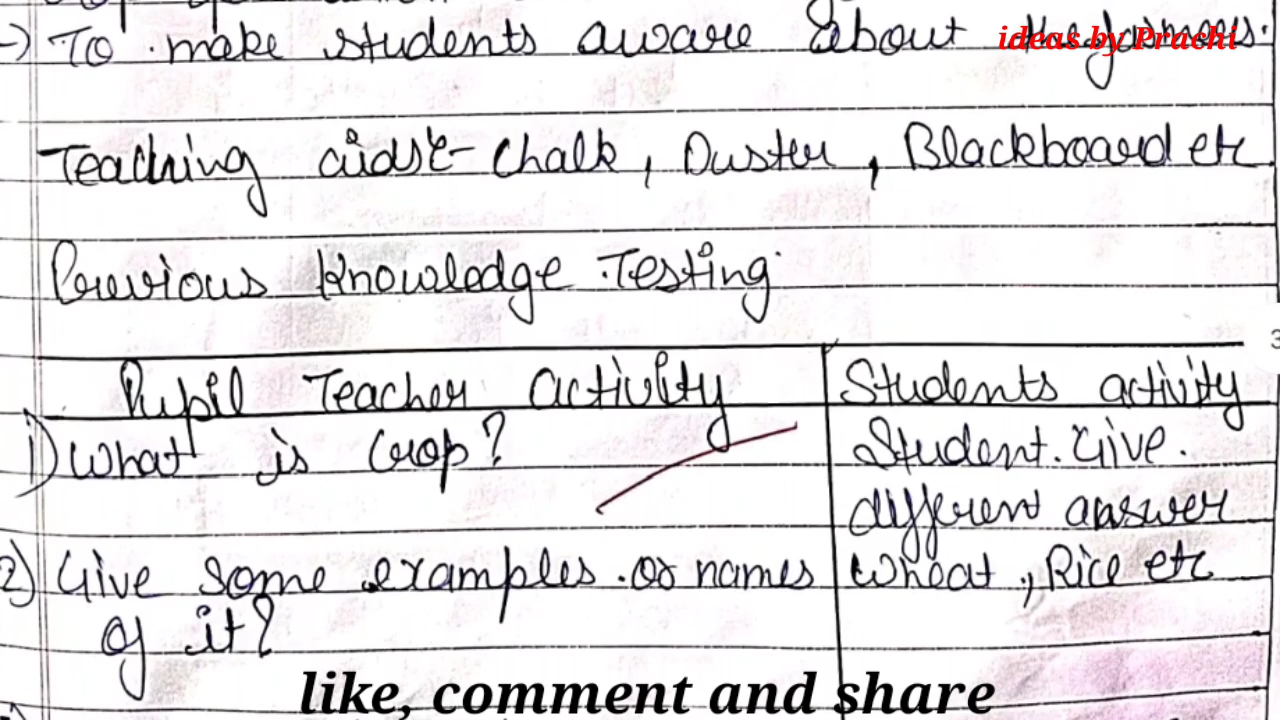 →) To make students aware about the farmers.
ideas by Prachi
Teaching aids:- Chalk, Duster, Blackboard etc
Previous Knowledge Testing.
Pupil Teacher activity Students activity
1) What is Crop? Student Give
different answer
2) Give some examples or names Wheat, Rice etc
of it?
like, comment and share